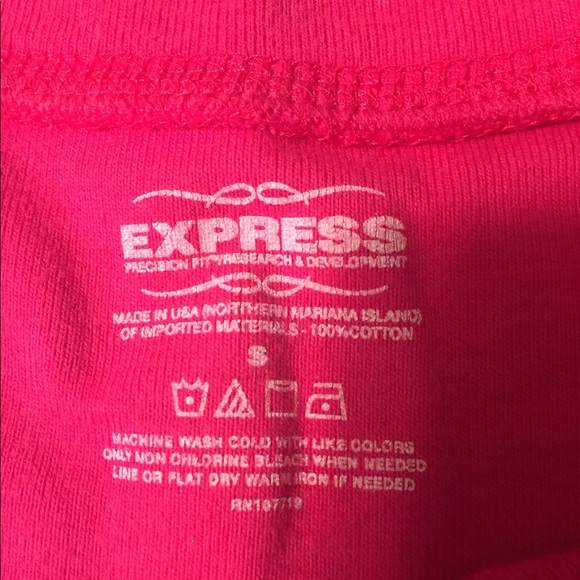 EXPRESS
PRECISION FIT™/RESEARCH & DEVELOPMENT
MADE IN USA (NORTHERN MARIANA ISLAND)
OF IMPORTED MATERIALS - 100% COTTON
S
MACHINE WASH COLD WITH LIKE COLORS
ONLY NON CHLORINE BLEACH WHEN NEEDED
LINE OR FLAT DRY WARM IRON IF NEEDED
RN107719